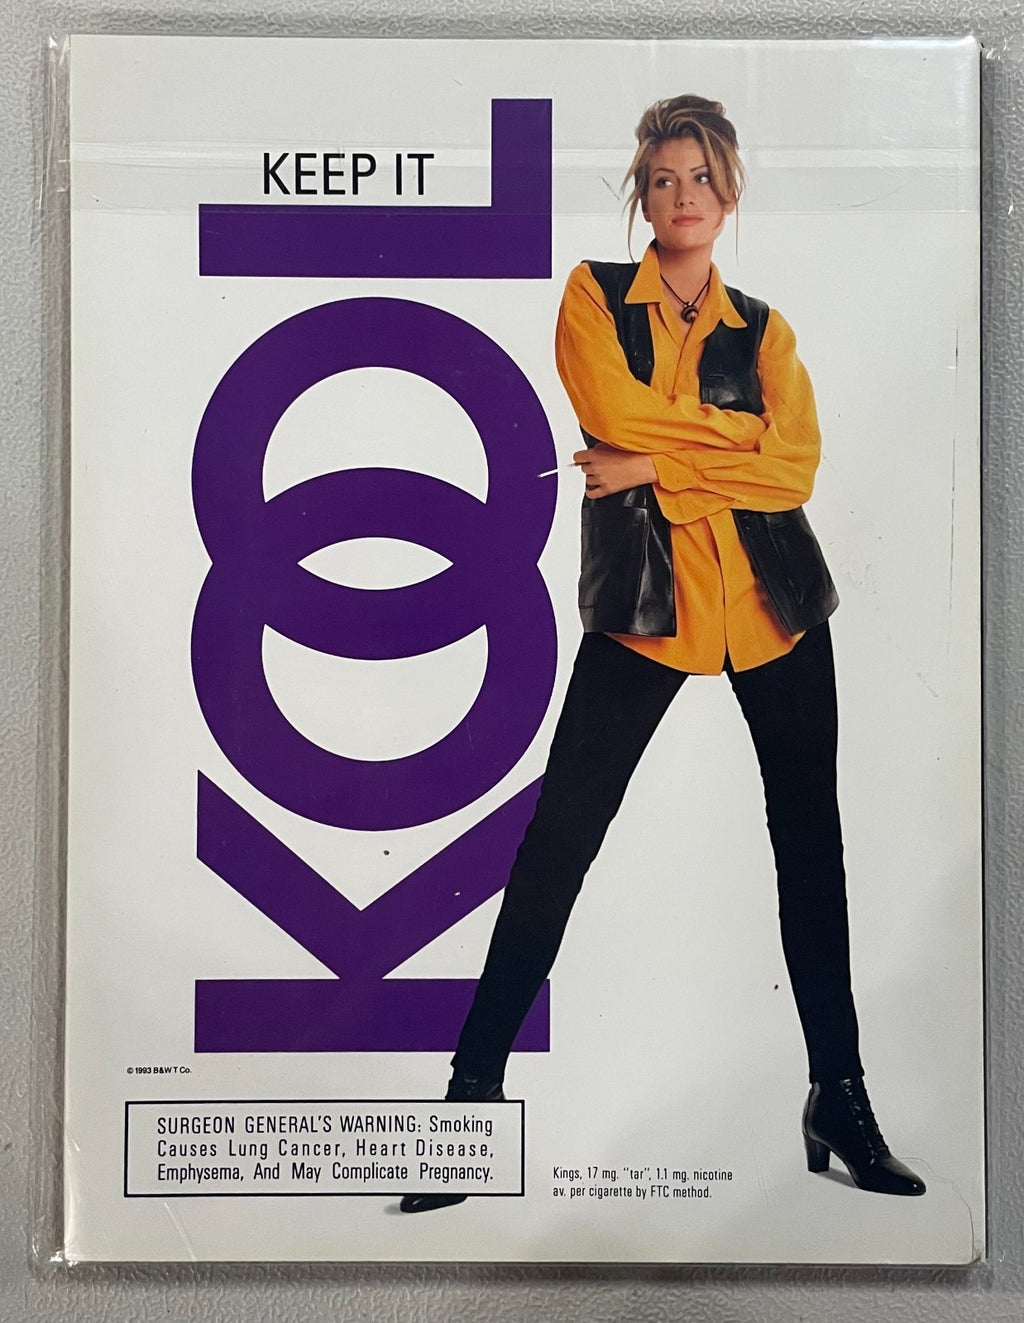 KEEP IT
KOOL
© 1993 B&W T Co.
SURGEON GENERAL'S WARNING: Smoking
Causes Lung Cancer, Heart Disease,
Emphysema, And May Complicate Pregnancy.
Kings, 17 mg. "tar", 1.1 mg. nicotine
av. per cigarette by FTC method.